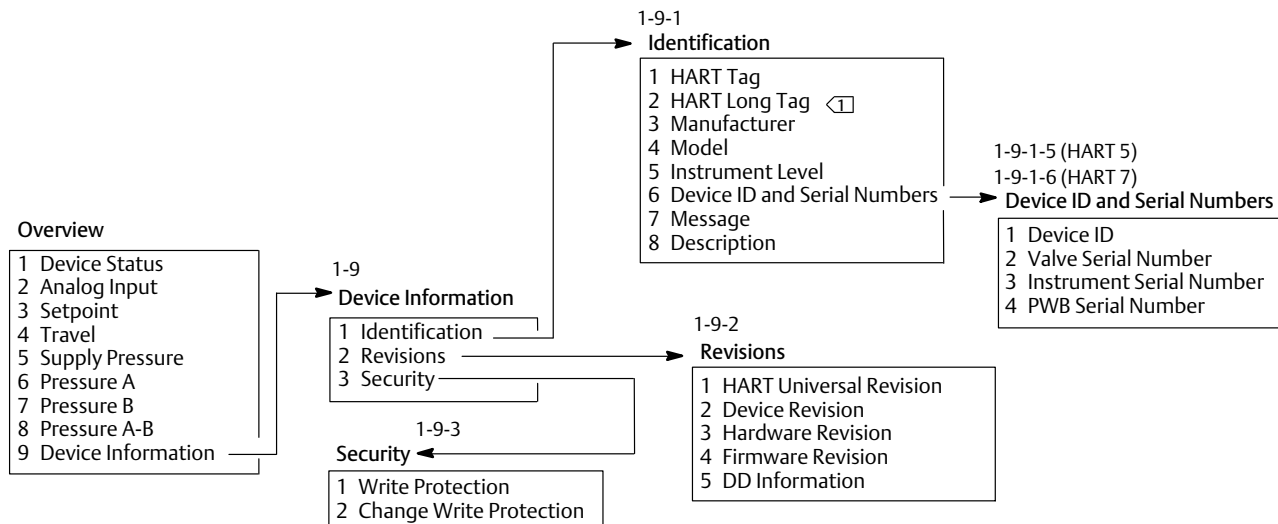 1-9-1
Identification
1 HART Tag
2 HART Long Tag 1
3 Manufacturer
4 Model
5 Instrument Level
6 Device ID and Serial Numbers
7 Message
8 Description
1-9-1-5 (HART 5)
1-9-1-6 (HART 7)
Device ID and Serial Numbers
1 Device ID
2 Valve Serial Number
3 Instrument Serial Number
4 PWB Serial Number
Overview
1 Device Status
2 Analog Input
3 Setpoint
4 Travel
5 Supply Pressure
6 Pressure A
7 Pressure B
8 Pressure A-B
9 Device Information
1-9
Device Information
1 Identification
2 Revisions
3 Security
1-9-2
Revisions
1 HART Universal Revision
2 Device Revision
3 Hardware Revision
4 Firmware Revision
5 DD Information
1-9-3
Security
1 Write Protection
2 Change Write Protection